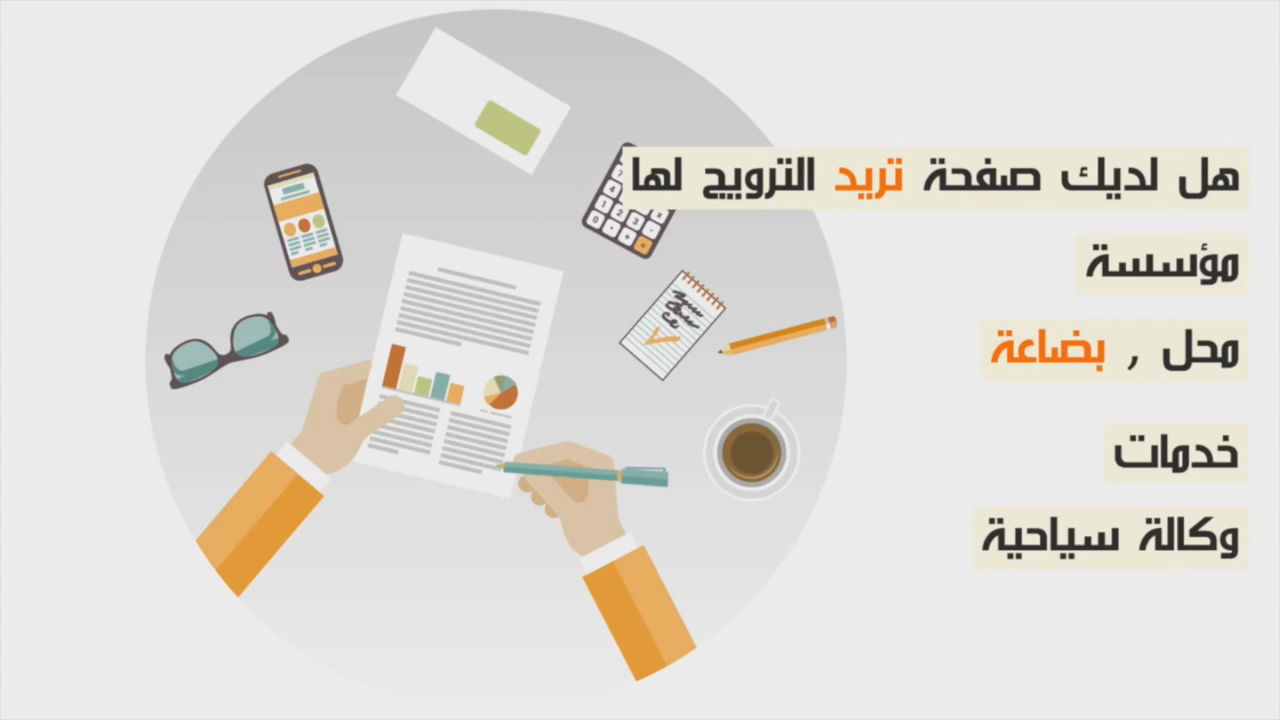 هل لديك صفحة تريد الترويج لها
مؤسسة
محل , بضاعة
خدمات
وكالة سياحية